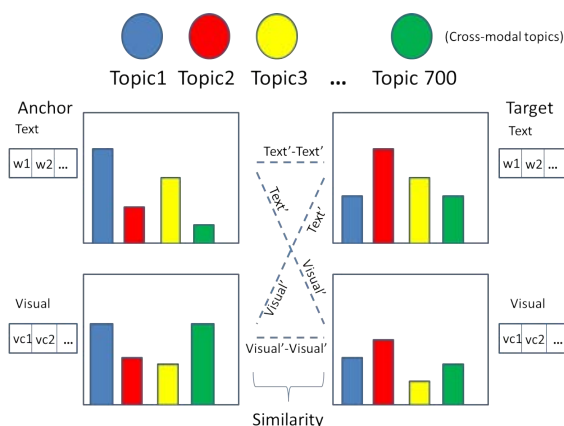 (Cross-modal topics)
Topic1 Topic2 Topic3 ... Topic 700
Anchor
Text
w1 w2 ...
Target
Text
w1 w2 ...
Text’-Text’
Text’
Text’
Visual’
Visual’
Visual’-Visual’
Visual
vc1 vc2 ...
Visual
vc1 vc2 ...
Similarity